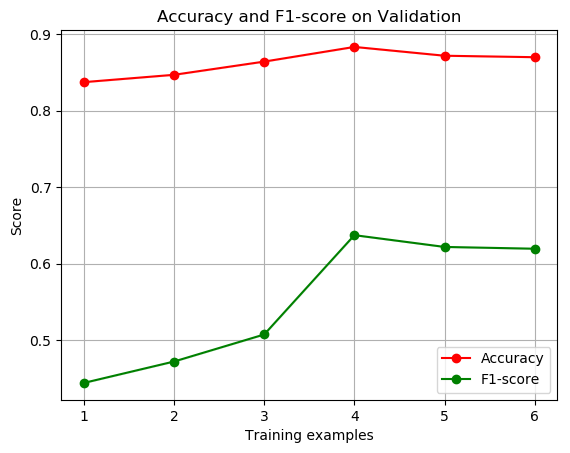 Accuracy and F1-score on Validation
Score
0.9
0.8
0.7
0.6
0.5
Accuracy
F1-score
1 2 3 4 5 6
Training examples